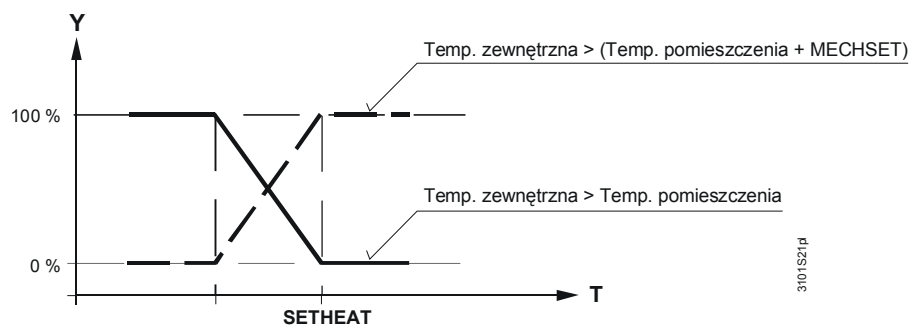 Y
Temp. zewnętrzna > (Temp. pomieszczenia + MECHSET)
100 %
Temp. zewnętrzna > Temp. pomieszczenia
0 %
T
SETHEAT
3101S21pl